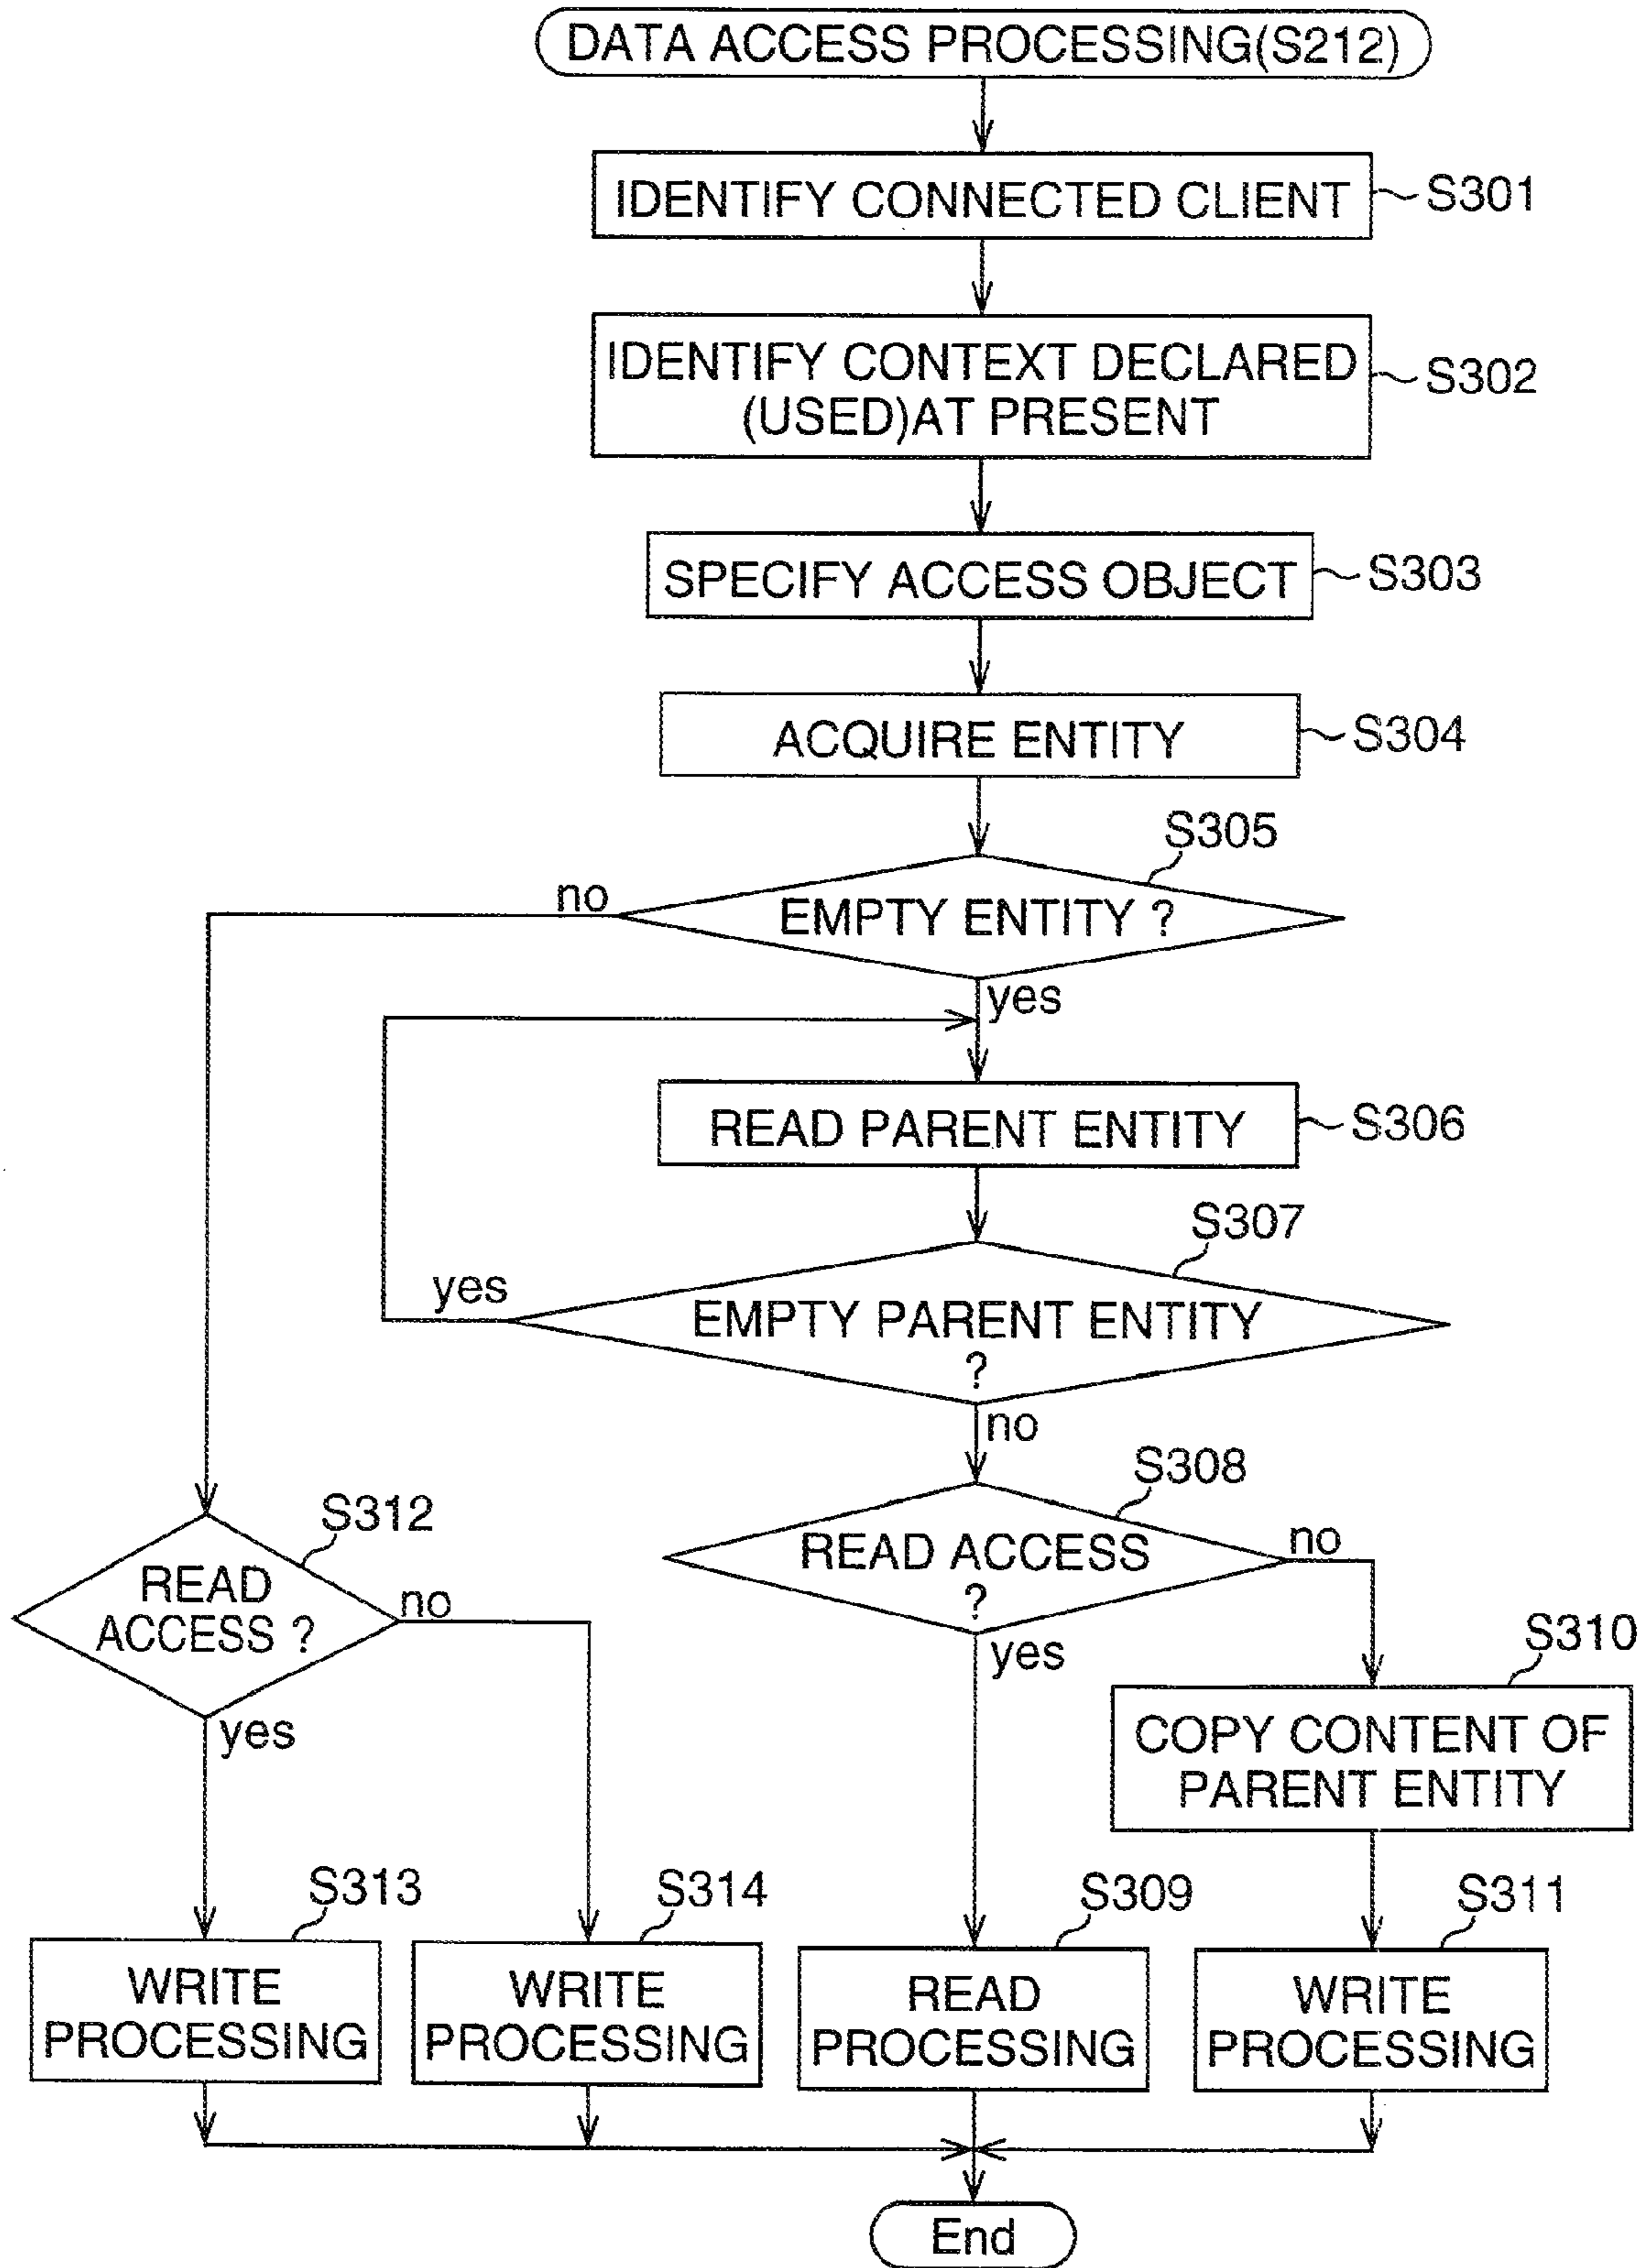 DATA ACCESS PROCESSING(S212)
IDENTIFY CONNECTED CLIENT
S301
IDENTIFY CONTEXT DECLARED
(USED)AT PRESENT
S302
SPECIFY ACCESS OBJECT
S303
ACQUIRE ENTITY
S304
S305
no
EMPTY ENTITY ?
yes
READ PARENT ENTITY
S306
S307
yes
EMPTY PARENT ENTITY
?
no
S308
READ ACCESS
?
no
yes
S312
READ
ACCESS ?
no
yes
S310
COPY CONTENT OF
PARENT ENTITY
S313
WRITE
PROCESSING
S314
WRITE
PROCESSING
S309
READ
PROCESSING
S311
WRITE
PROCESSING
End